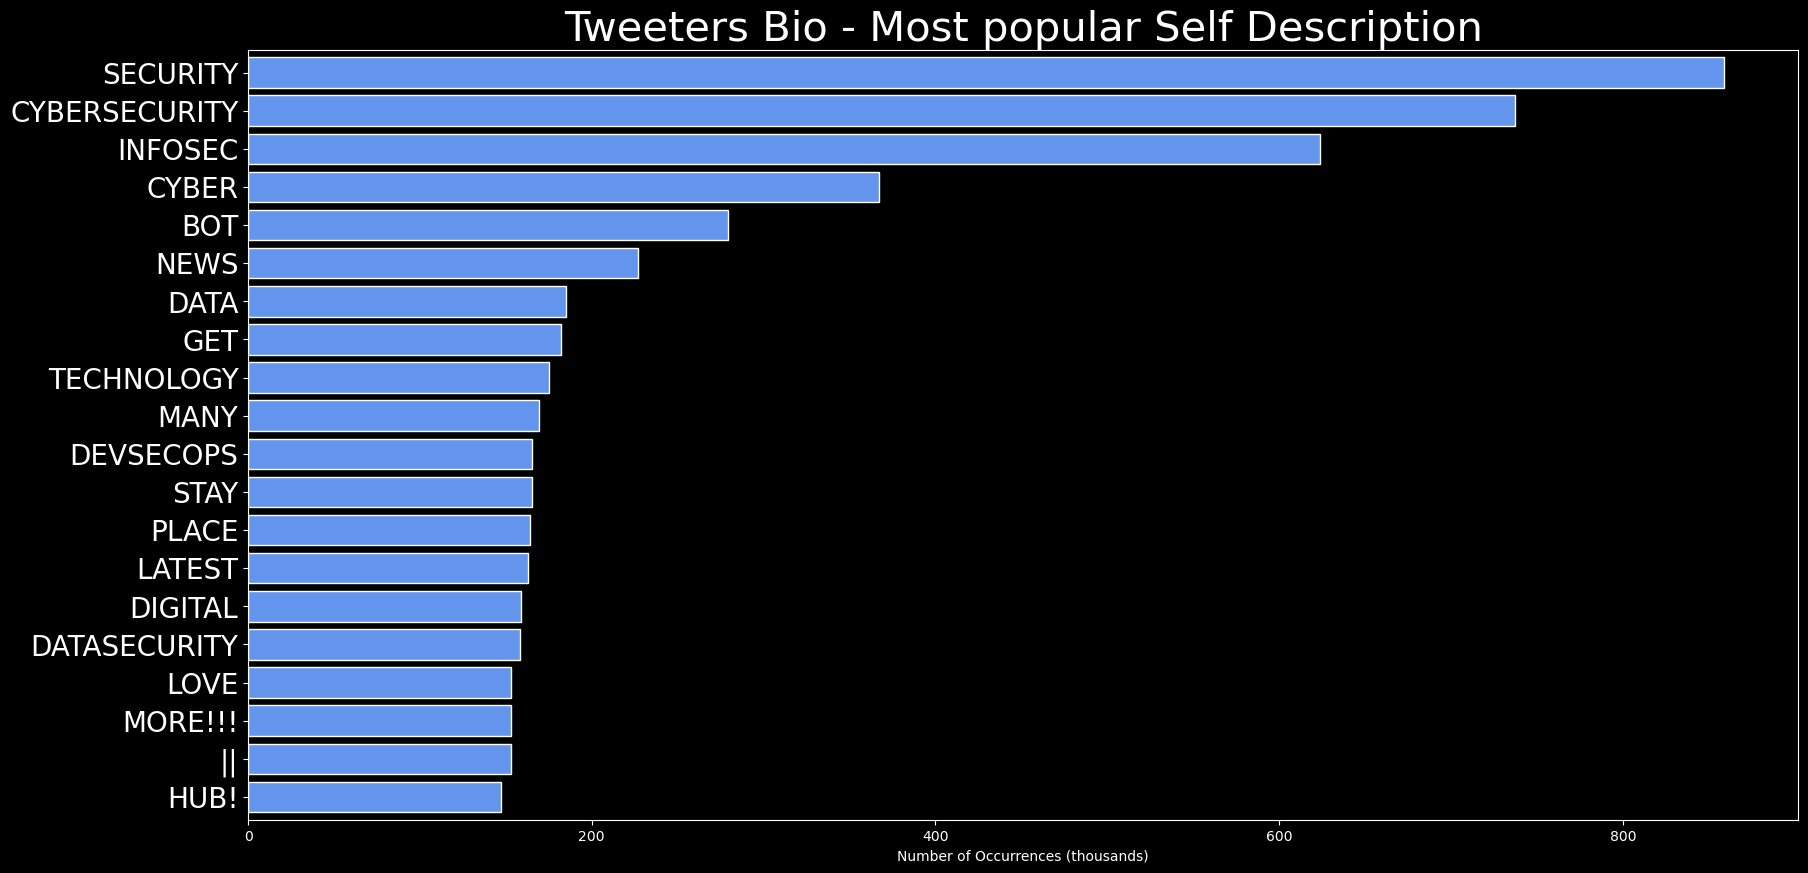 Tweeters Bio - Most popular Self Description
SECURITY
CYBERSECURITY
INFOSEC
CYBER
BOT
NEWS
DATA
GET
TECHNOLOGY
MANY
DEVSECOPS
STAY
PLACE
LATEST
DIGITAL
DATASECURITY
LOVE
MORE!!!
||
HUB!
0 200 400 600 800
Number of Occurrences (thousands)